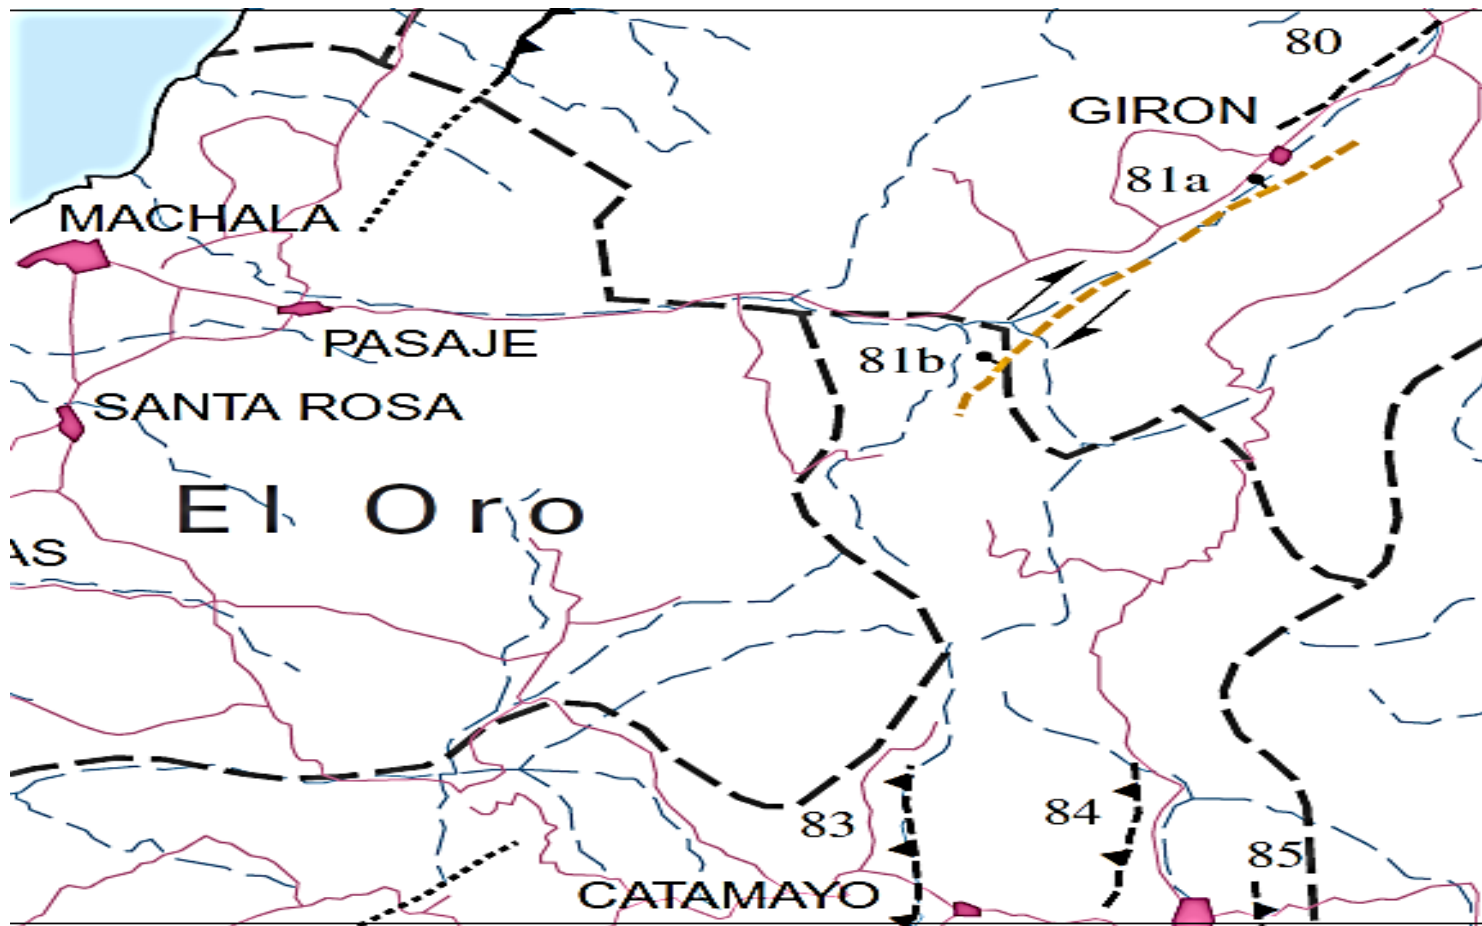 80
GIRON
81a
MACHALA
PASAJE
81b
SANTA ROSA
El Oro
AS
83
84
85
CATAMAYO